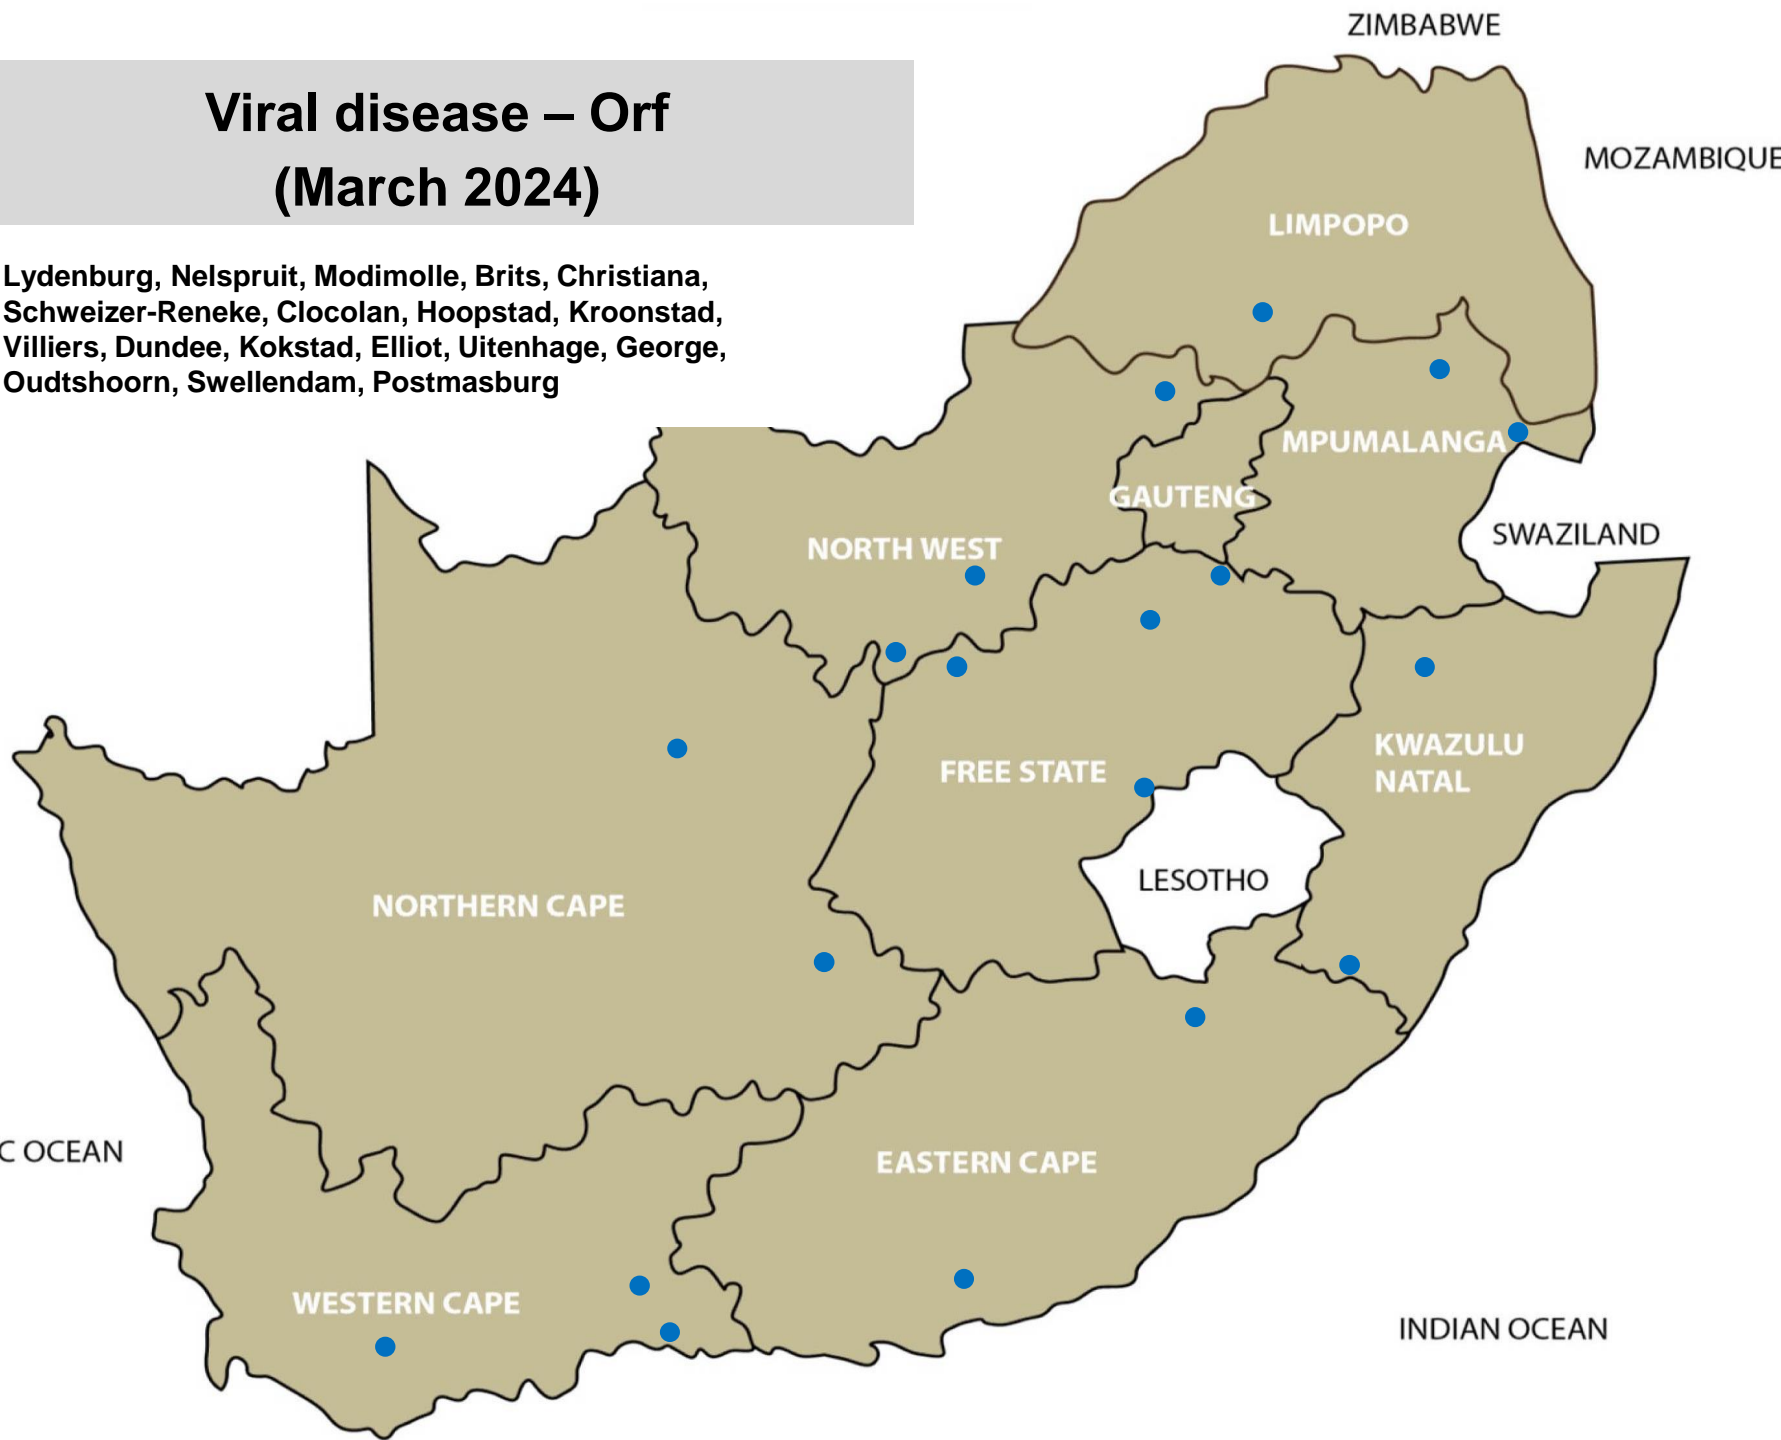 ZIMBABWE
Viral disease – Orf
(March 2024)
MOZAMBIQUE
LIMPOPO
Lydenburg, Nelspruit, Modimolle, Brits, Christiana,
Schweizer-Reneke, Clocolan, Hoopstad, Kroonstad,
Villiers, Dundee, Kokstad, Elliot, Uitenhage, George,
Oudtshoorn, Swellendam, Postmasburg
MPUMALANGA
GAUTENG
SWAZILAND
NORTH WEST
KWAZULU
NATAL
FREE STATE
LESOTHO
NORTHERN CAPE
C OCEAN
EASTERN CAPE
WESTERN CAPE
INDIAN OCEAN